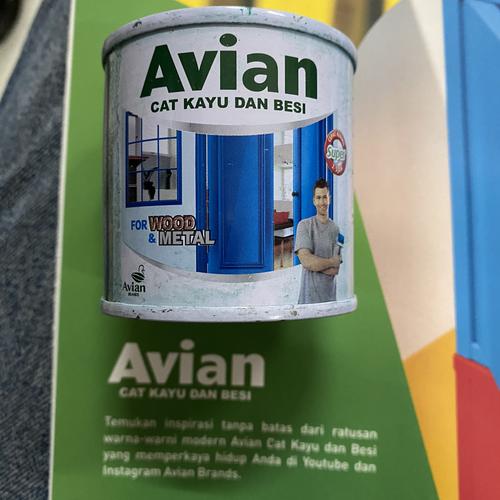 Avian
CAT KAYU DAN BESI
Super
FOR WOOD
& METAL
Avian
BRANDS
Avian
CAT KAYU DAN BESI
Temukan inspirasi tanpa batas dari ratusan
warna-warni modern Avian Cat Kayu dan Besi
yang memperkaya hidup Anda di Youtube dan
Instagram Avian Brands.